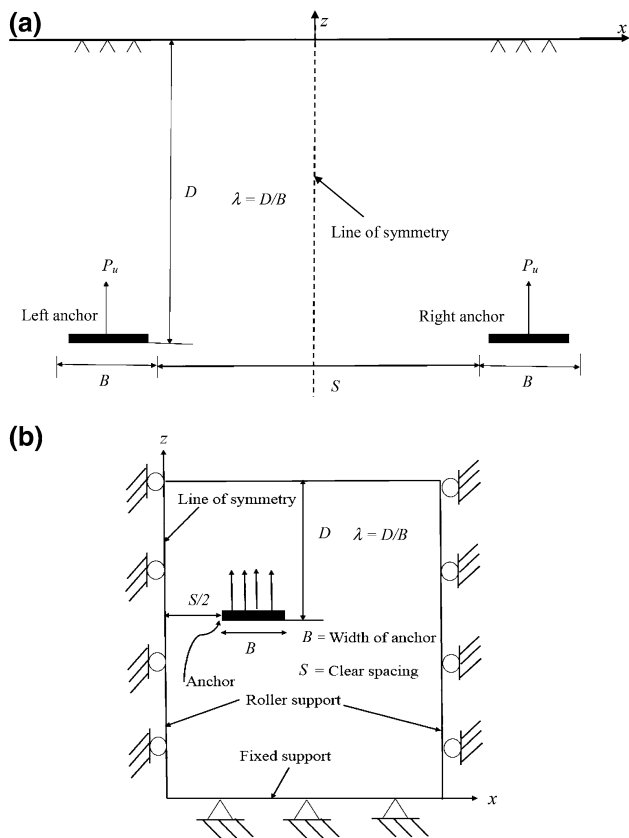 (a)
z
x
D
λ = D/B
Line of symmetry
P_u
P_u
Left anchor
Right anchor
B
S
B
(b)
z
Line of symmetry
D
λ = D/B
S/2
B
B = Width of anchor
Anchor
S = Clear spacing
Roller support
Fixed support
x